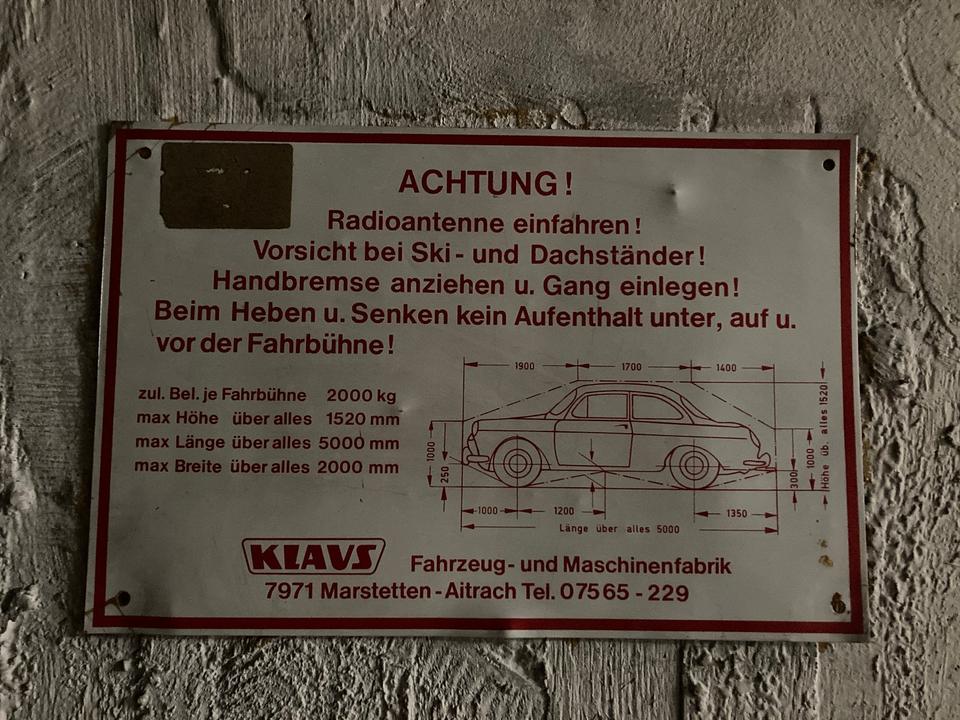 ACHTUNG!
Radioantenne einfahren!
Vorsicht bei Ski- und Dachständer!
Handbremse anziehen u. Gang einlegen!
Beim Heben u. Senken kein Aufenthalt unter, auf u.
vor der Fahrbühne!
zul. Bel. je Fahrbühne 2000 kg
max Höhe über alles 1520 mm
max Länge über alles 5000 mm
max Breite über alles 2000 mm
1900 1700 1400
1000
250
300
1000
Höhe üb. alles 1520
1000 1200 1350
Länge über alles 5000
KLAUS Fahrzeug- und Maschinenfabrik
7971 Marstetten-Aitrach Tel. 07565-229